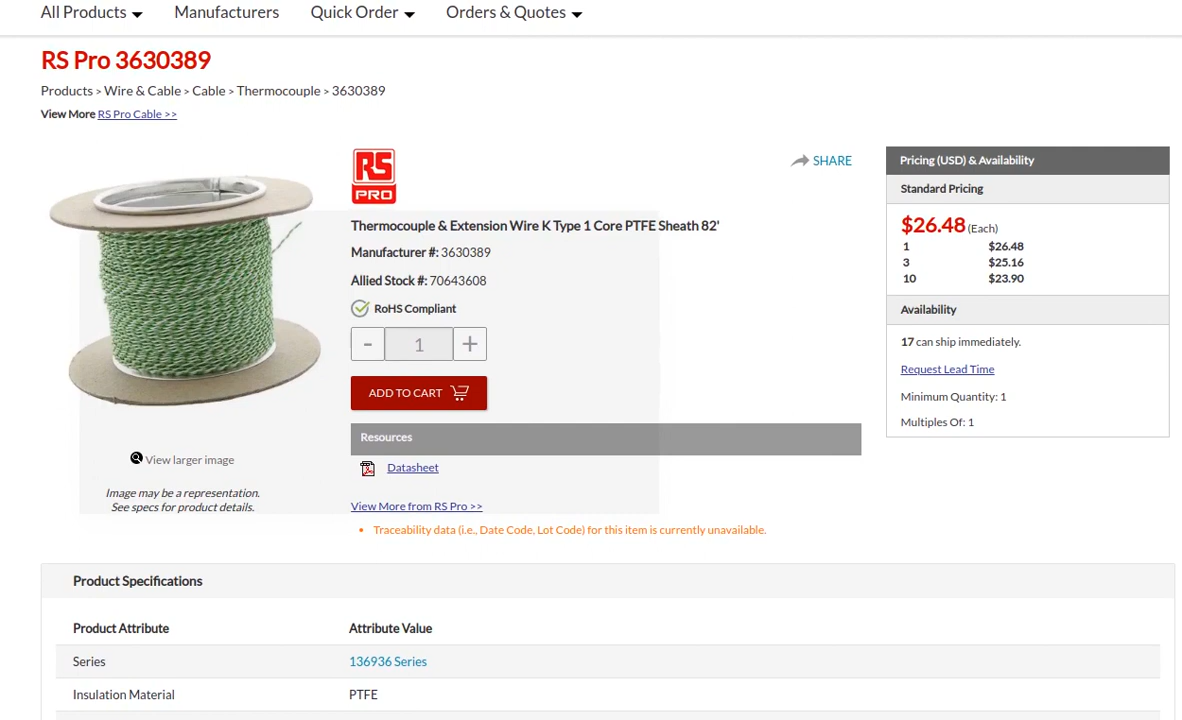 All Products
Manufacturers
Quick Order
Orders & Quotes
RS Pro 3630389
Products > Wire & Cable > Cable > Thermocouple > 3630389
View More RS Pro Cable >>
RS
PRO
SHARE
Thermocouple & Extension Wire K Type 1 Core PTFE Sheath 82'
Manufacturer #: 3630389
Allied Stock #: 70643608
RoHS Compliant
- 1 +
ADD TO CART
Resources
Datasheet
View More from RS Pro >>
• Traceability data (i.e., Date Code, Lot Code) for this item is currently unavailable.
View larger image
Image may be a representation.
See specs for product details.
Pricing (USD) & Availability
Standard Pricing
$26.48 (Each)
1 $26.48
3 $25.16
10 $23.90
Availability
17 can ship immediately.
Request Lead Time
Minimum Quantity: 1
Multiples Of: 1
Product Specifications
Product Attribute Attribute Value
Series 136936 Series
Insulation Material PTFE